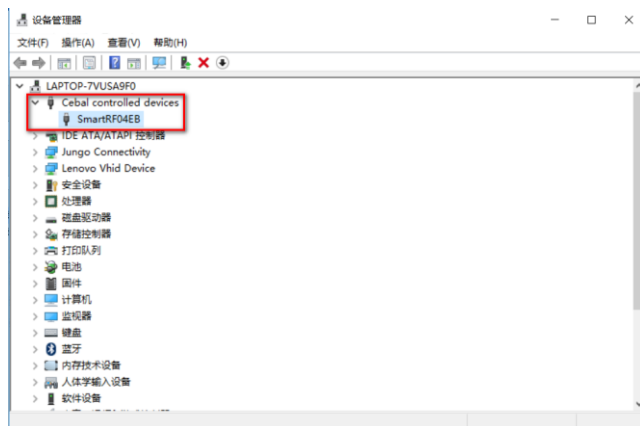 设备管理器
文件(F) 操作(A) 查看(V) 帮助(H)
LAPTOP-7VUSA9F0
Cebal controlled devices
SmartRF04EB
IDE ATA/ATAPI 控制器
Jungo Connectivity
Lenovo Vhid Device
安全设备
处理器
磁盘驱动器
存储控制器
打印队列
电池
固件
计算机
监视器
键盘
蓝牙
内存技术设备
人体学输入设备
软件设备